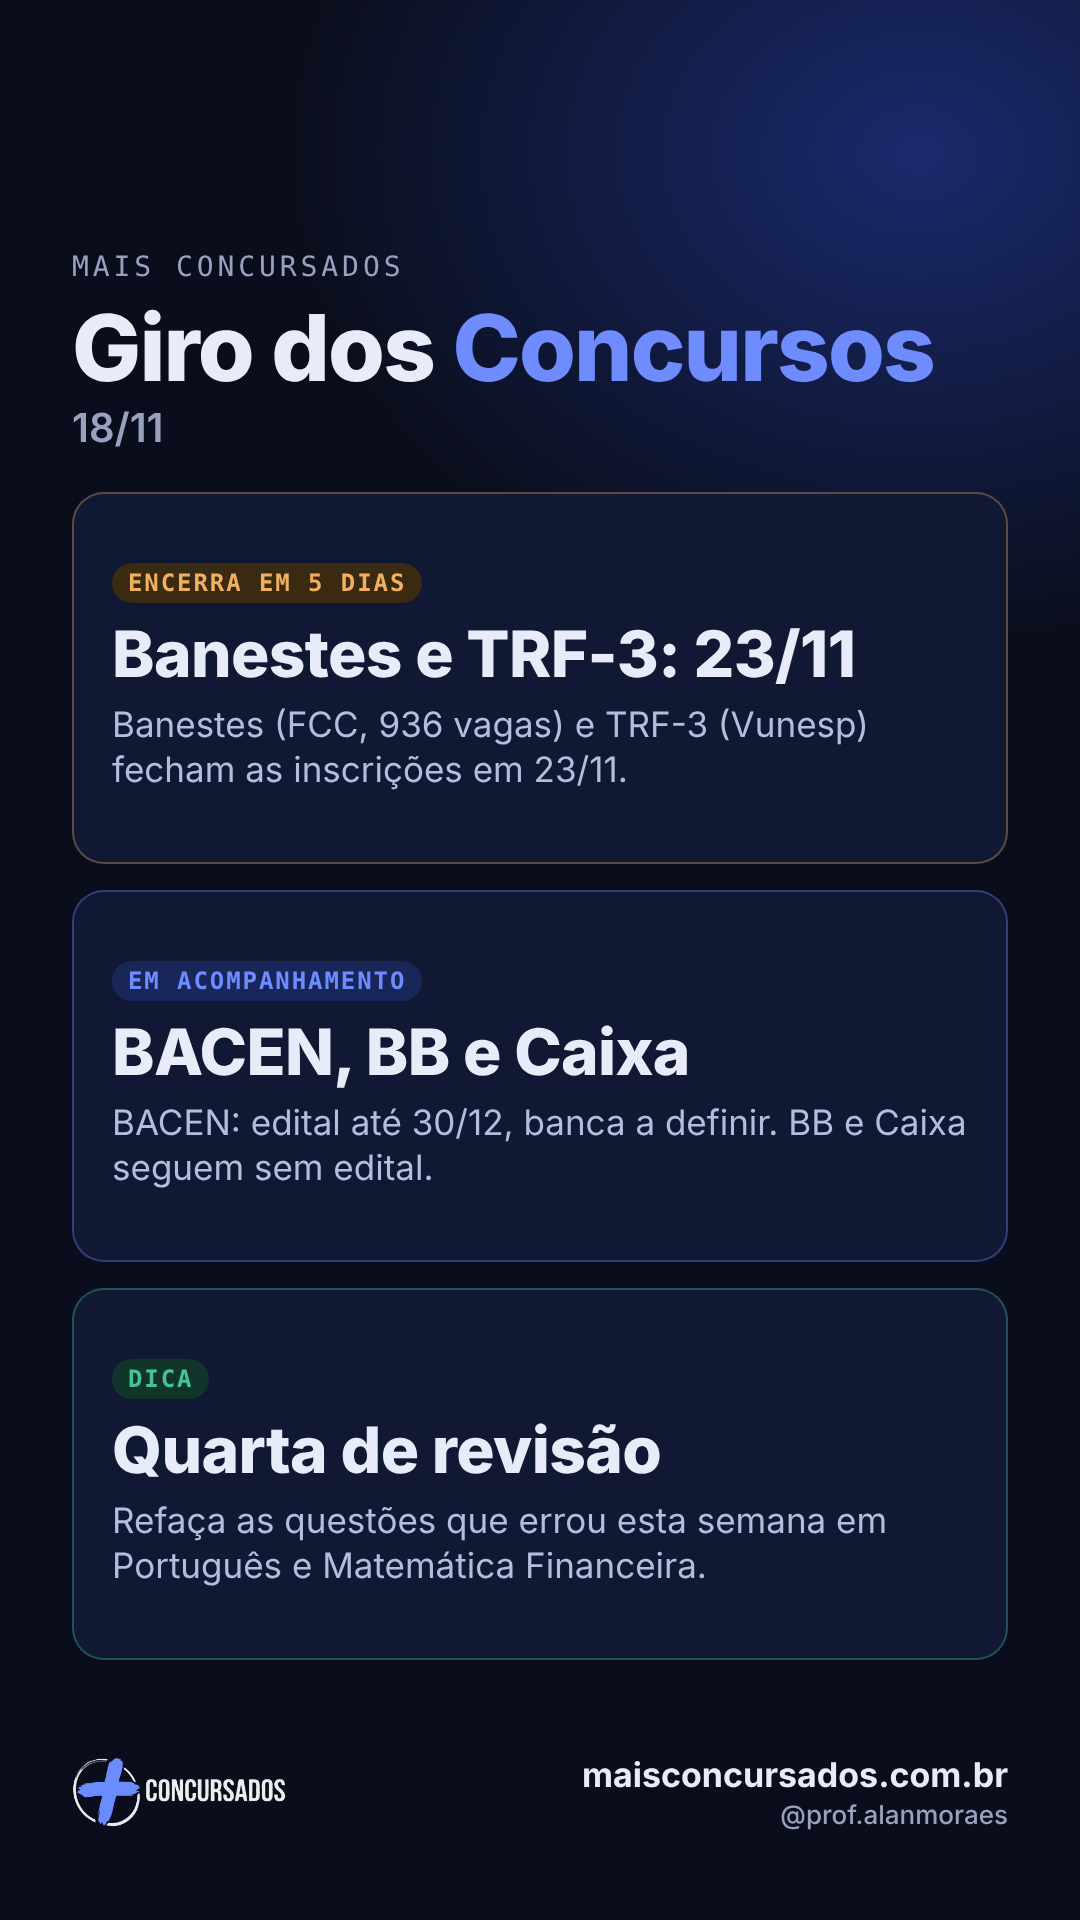 MAIS CONCURSADOS
Giro dos Concursos
18/11
ENCERRA EM 5 DIAS
Banestes e TRF-3: 23/11
Banestes (FCC, 936 vagas) e TRF-3 (Vunesp)
fecham as inscrições em 23/11.
EM ACOMPANHAMENTO
BACEN, BB e Caixa
BACEN: edital até 30/12, banca a definir. BB e Caixa
seguem sem edital.
DICA
Quarta de revisão
Refaça as questões que errou esta semana em
Português e Matemática Financeira.
CONCURSADOS
maisconcursados.com.br
@prof.alanmoraes